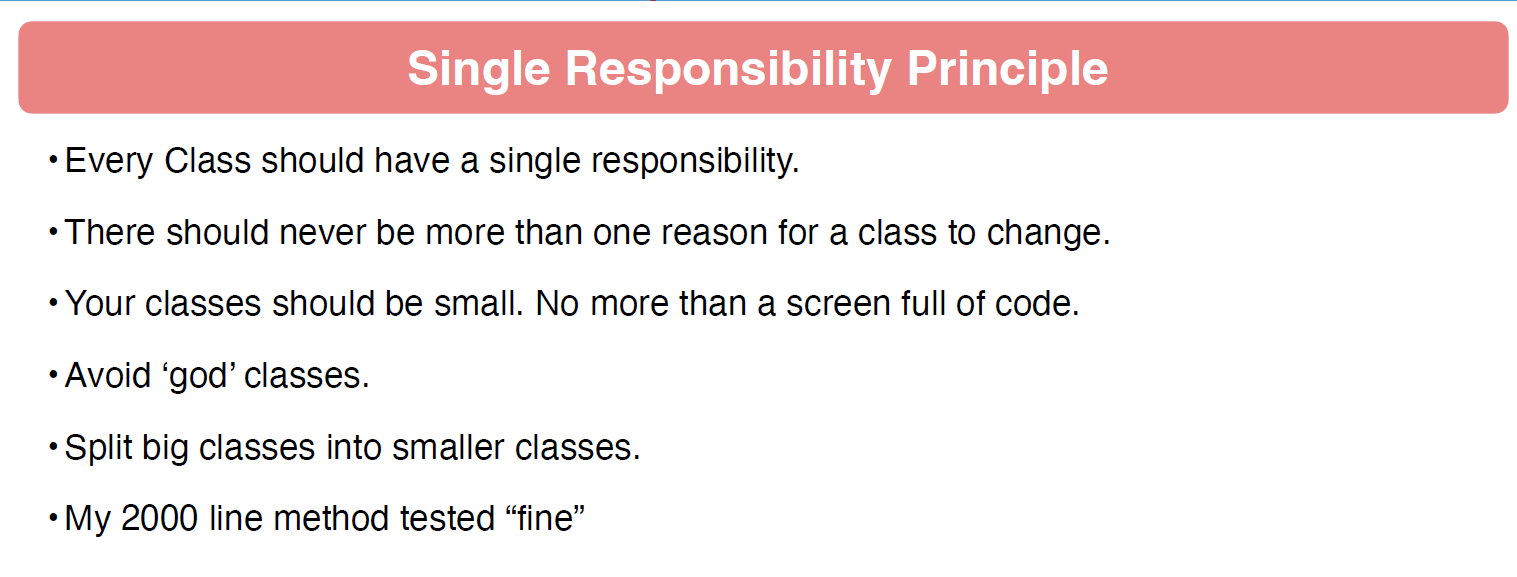 Single Responsibility Principle
• Every Class should have a single responsibility.
• There should never be more than one reason for a class to change.
• Your classes should be small. No more than a screen full of code.
• Avoid ‘god’ classes.
• Split big classes into smaller classes.
• My 2000 line method tested “fine”